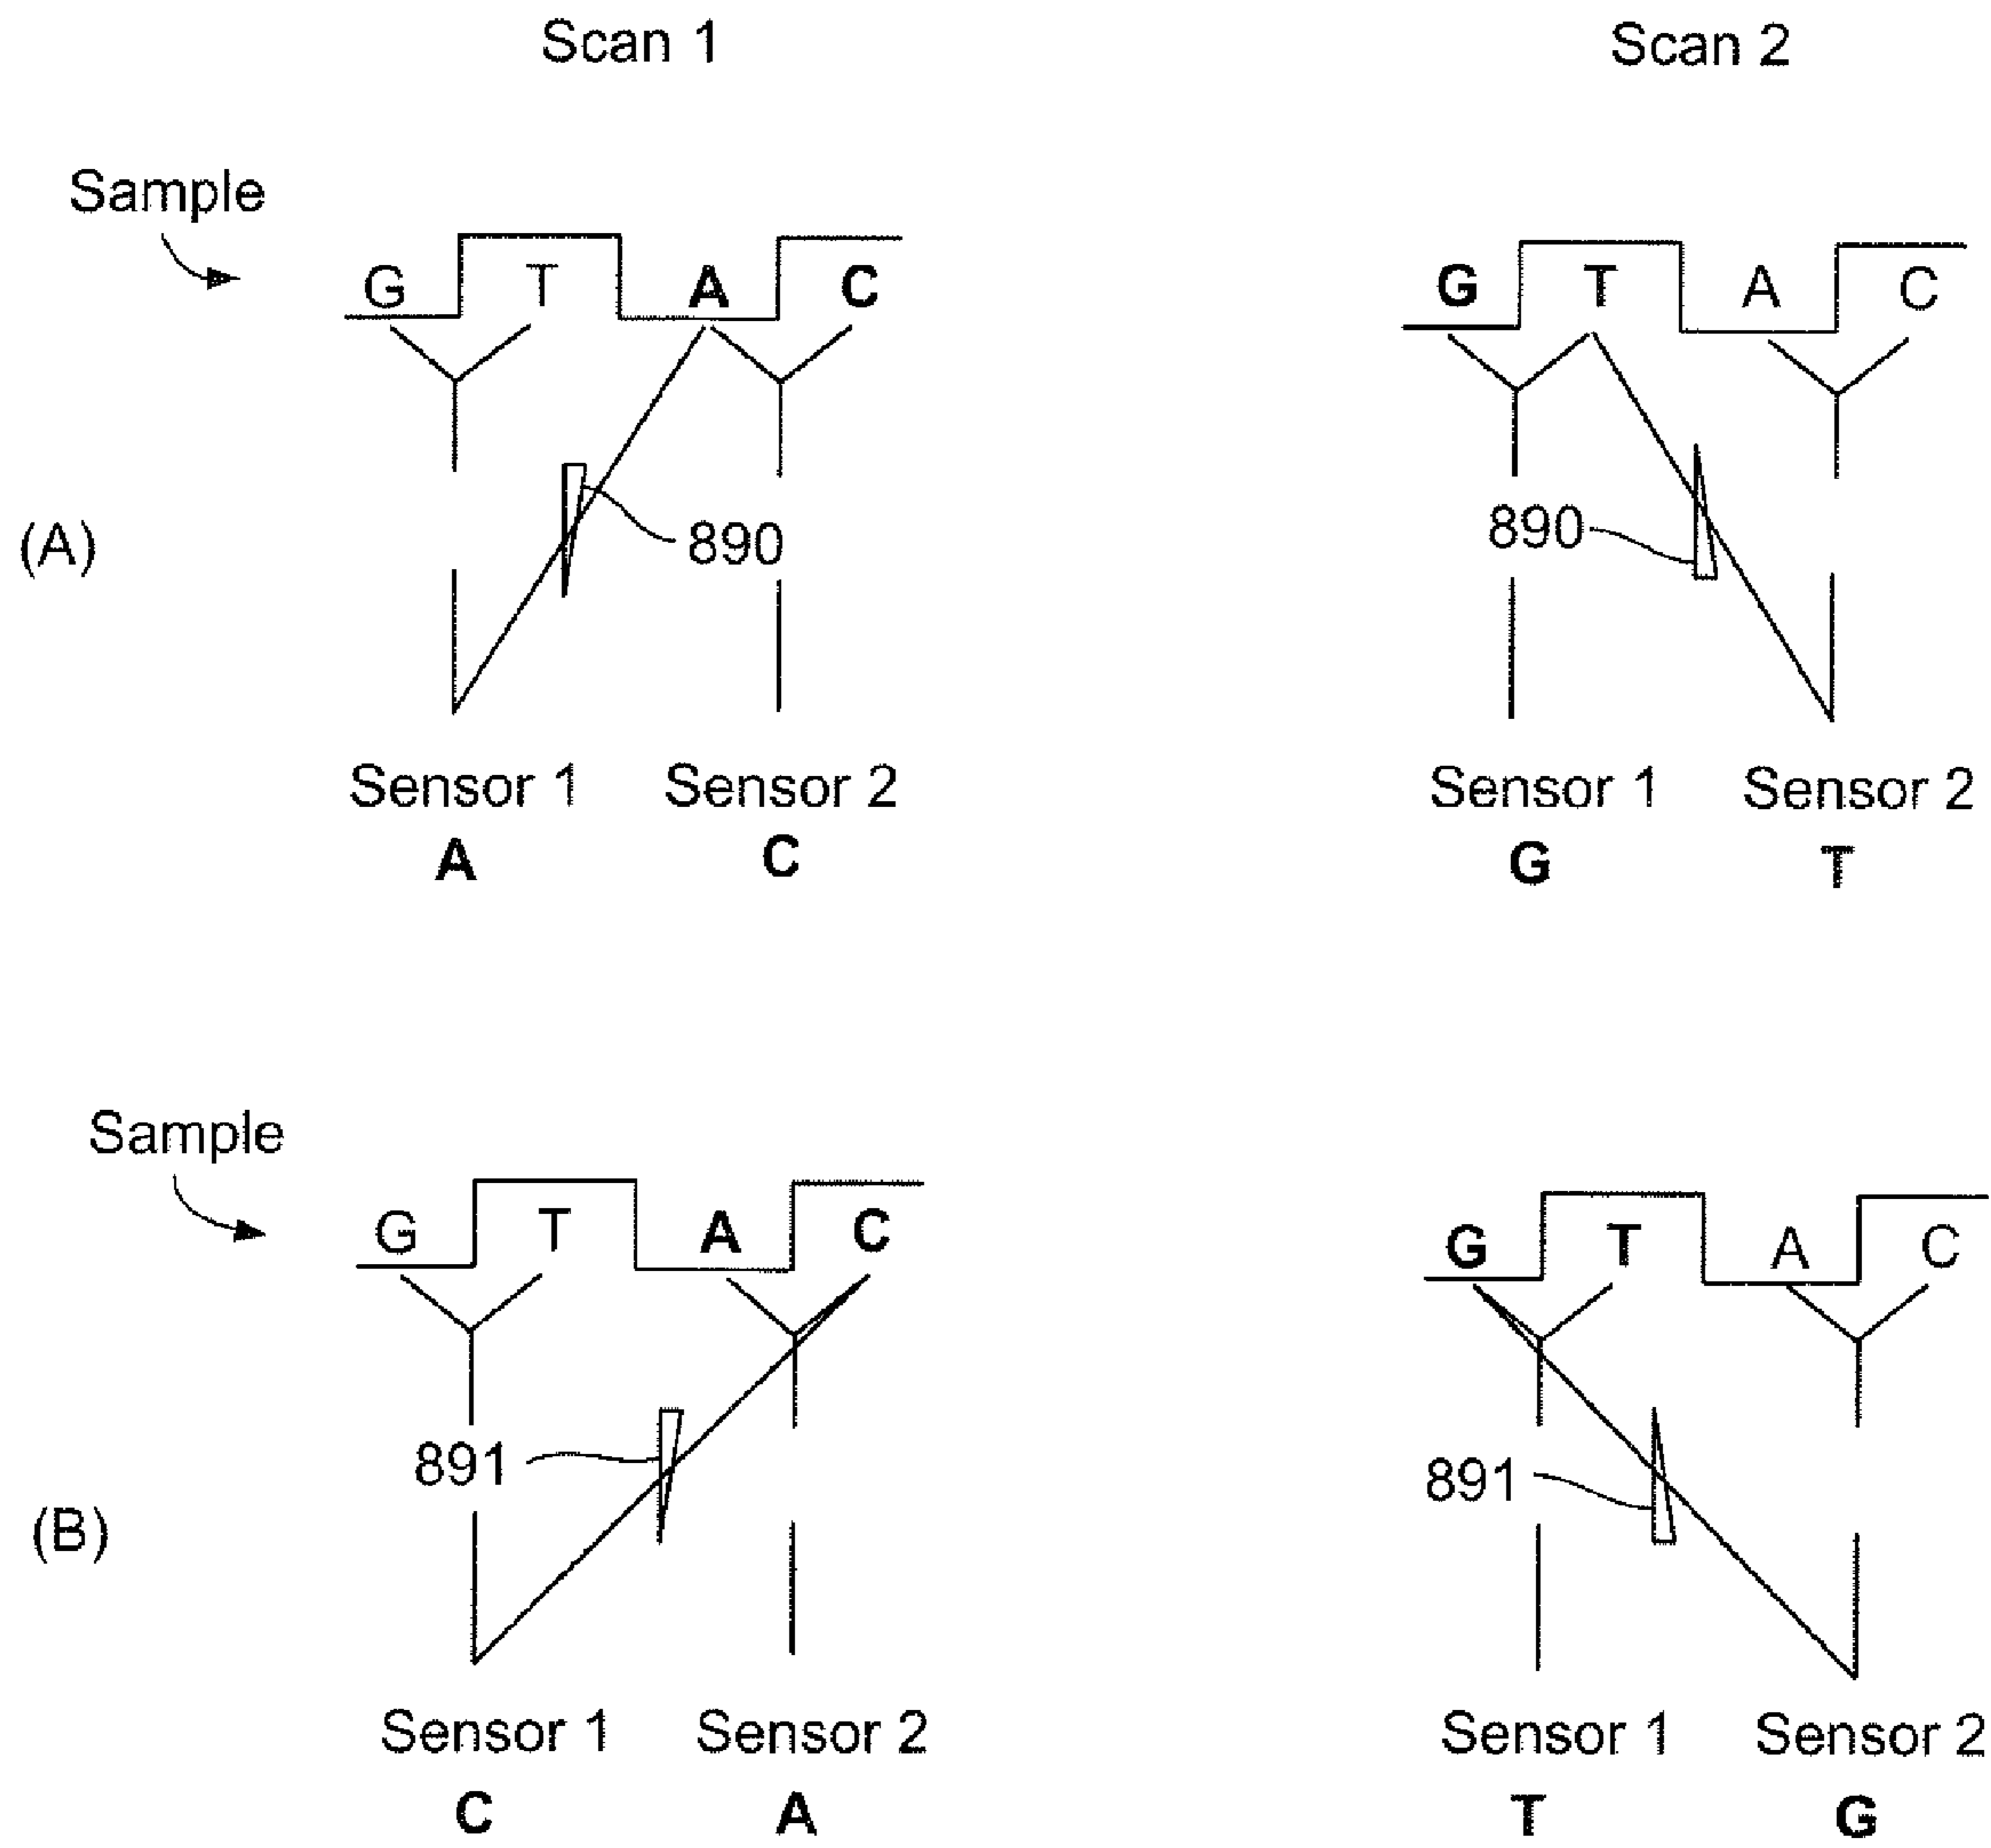 Scan 1 Scan 2
Sample
G T A C G T A C
(A) 890 890
Sensor 1 Sensor 2 Sensor 1 Sensor 2
A C G T
Sample
G T A C G T A C
891 891
(B)
Sensor 1 Sensor 2 Sensor 1 Sensor 2
C A T G